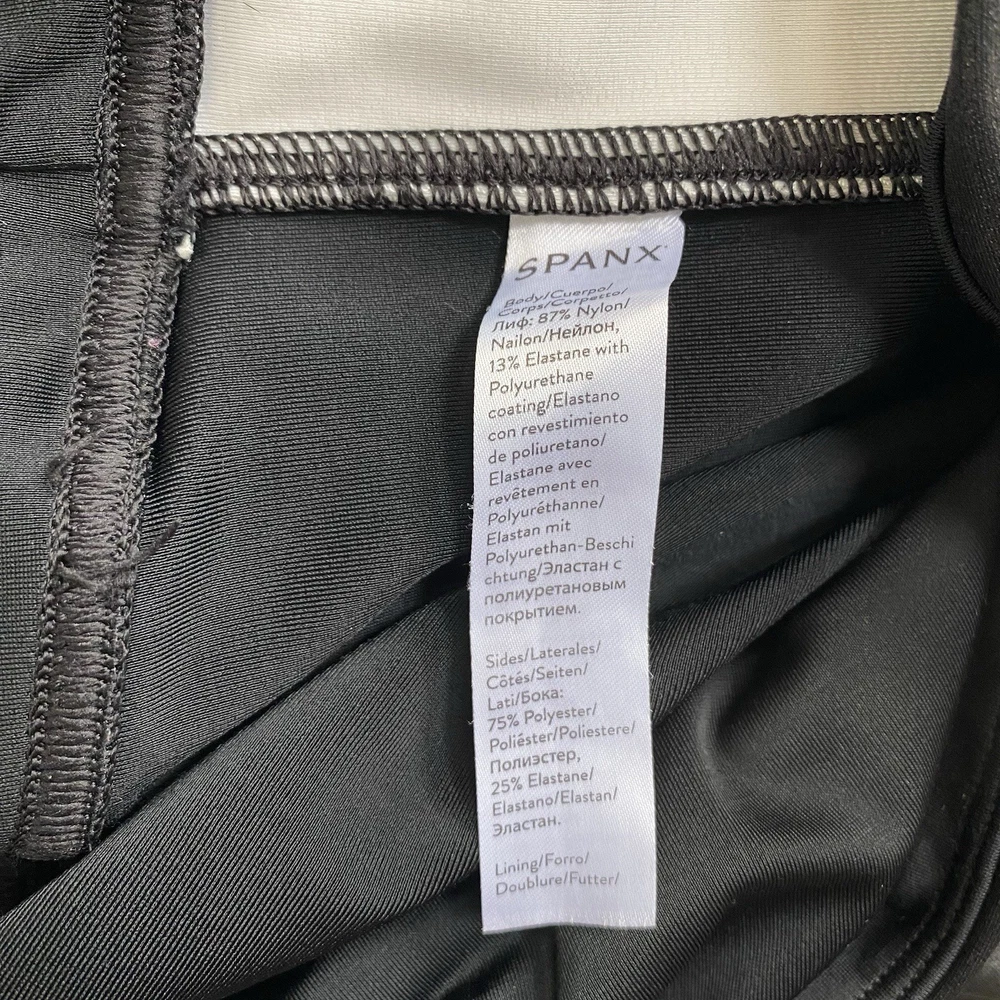 SPANX
Body/Cuerpo/
Corps/Corpetto/
Лиф: 87% Nylon/
Nailon/Нейлон,
13% Elastane with
Polyurethane
coating/Elastano
con revestimiento
de poliuretano/
Elastane avec
revêtement en
Polyuréthanne/
Elastan mit
Polyurethan-Beschi
chtung/Эластан с
полиуретановым
покрытием.
Sides/Laterales/
Côtés/Seiten/
Lati/Бока:
75% Polyester/
Poliéster/Poliestere/
Полиэстер,
25% Elastane/
Elastano/Elastan/
Эластан.
Lining/Forro/
Doublure/Futter/